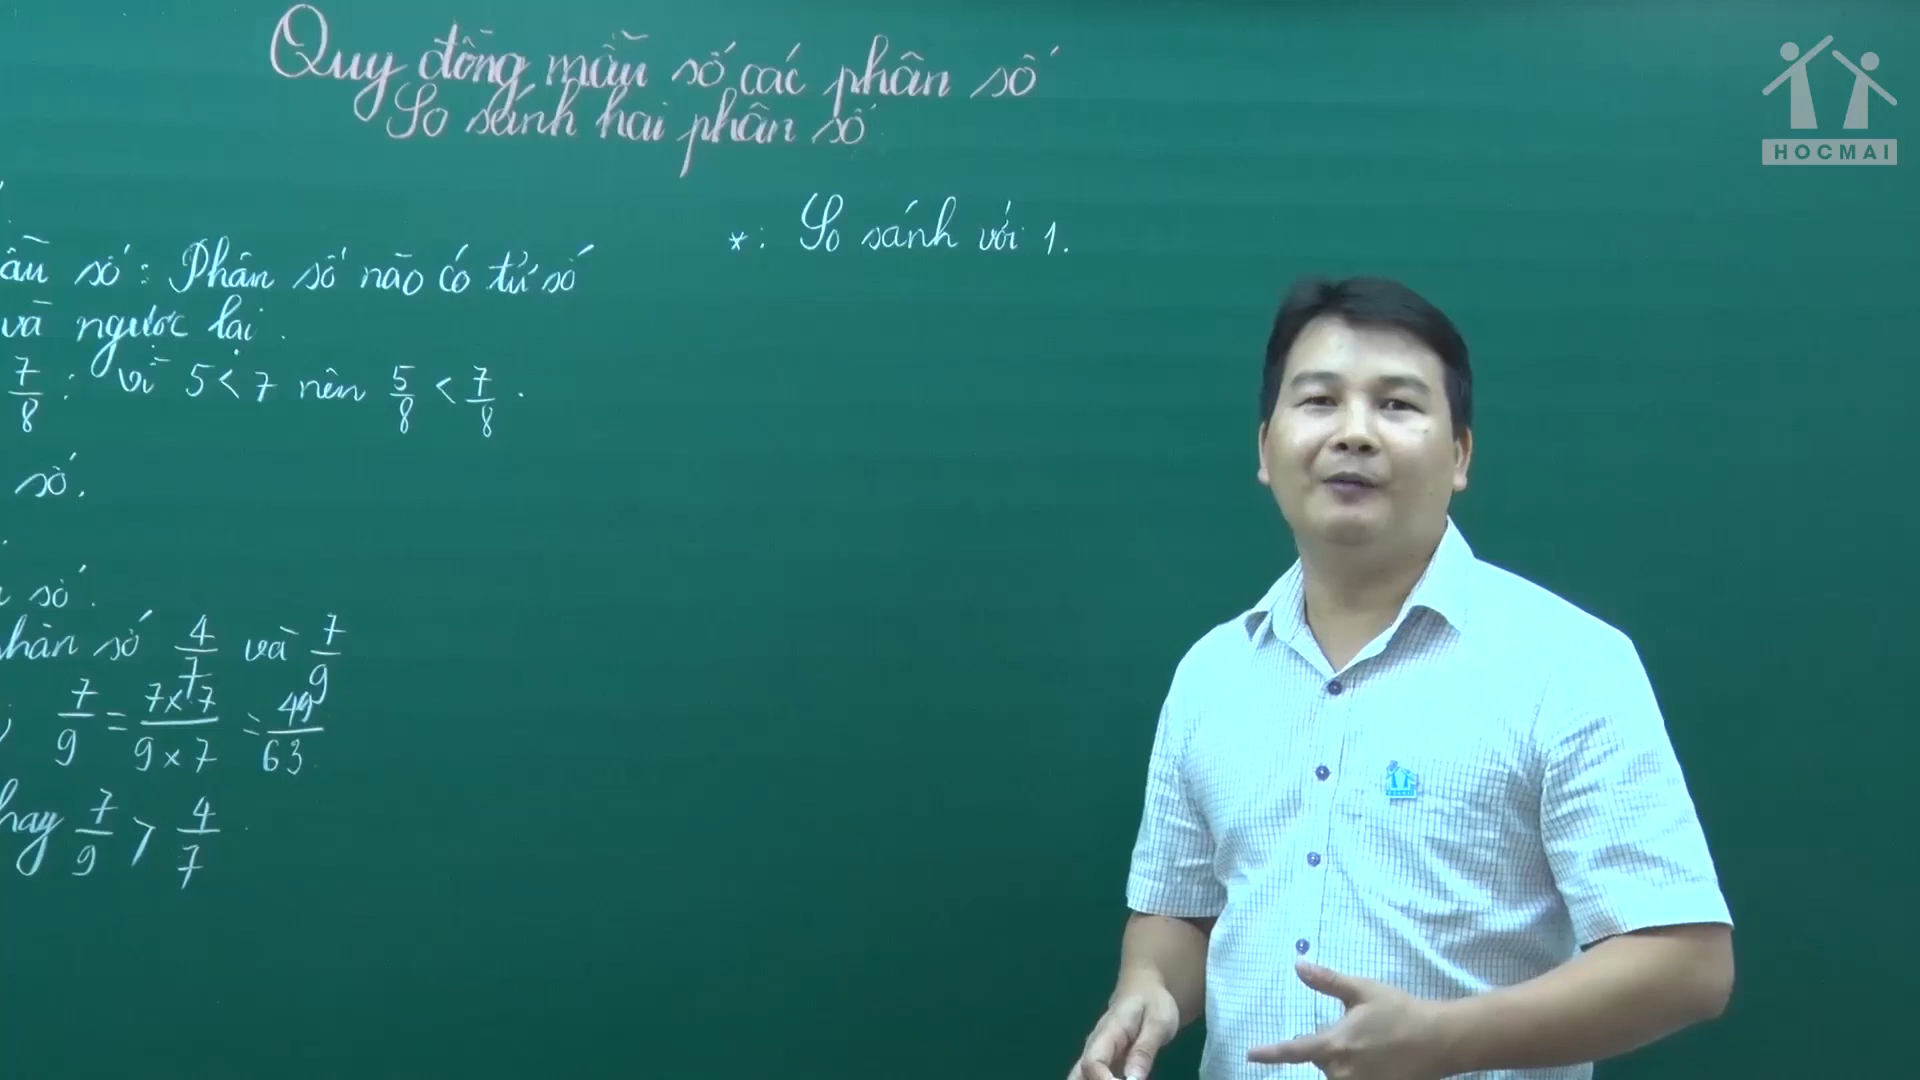 Quy đồng mẫu số các phân số
So sánh hai phân số
HOCMAI
*: So sánh với 1.
số: Phân số nào có tử số
và ngược lại.
7/8: Vì 5 < 7 nên 5/8 < 7/8.
số.
số.
số 4/7 và 7/9
7/9 = 7×7/9×7 = 49/63
hay 7/9 > 4/7.